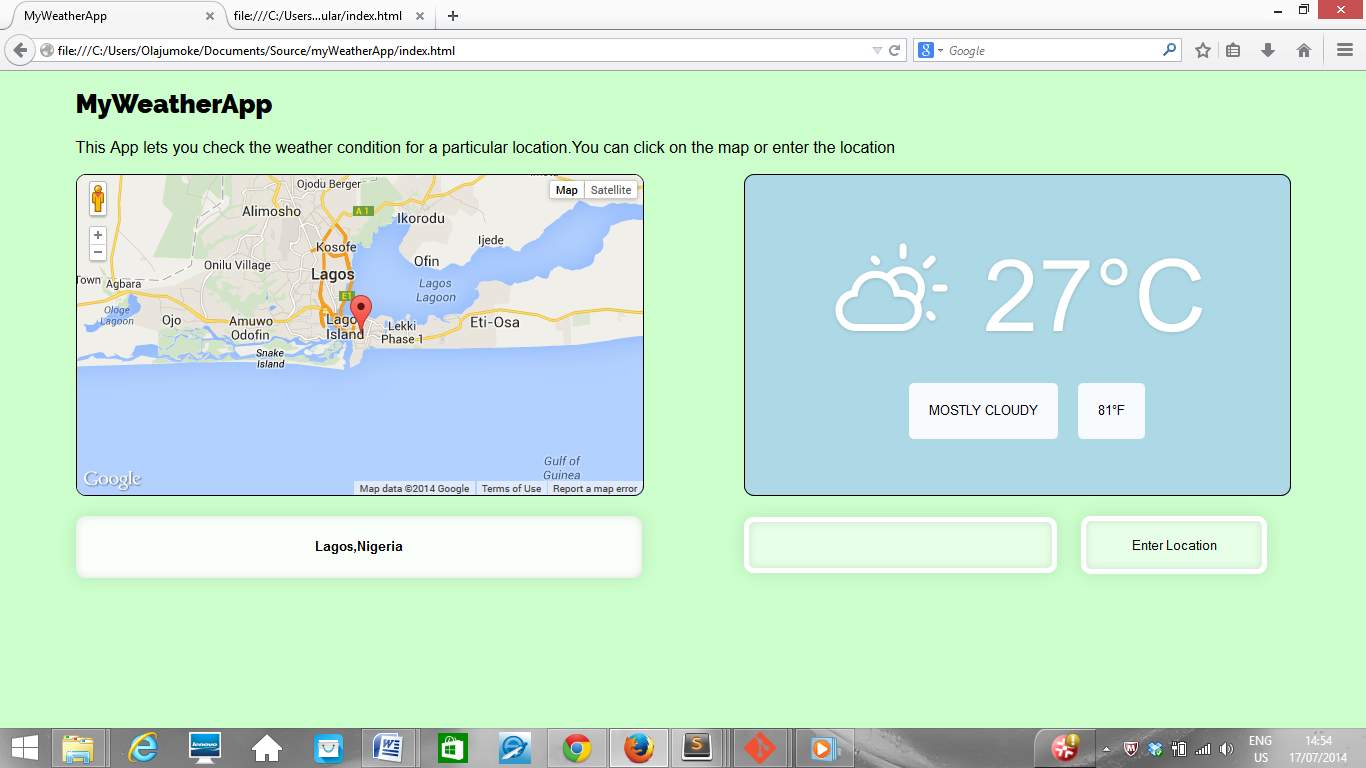 MyWeatherApp
file:///C:/Users...ular/index.html
file:///C:/Users/Olajumoke/Documents/Source/myWeatherApp/index.html
8
Google
MyWeatherApp
This App lets you check the weather condition for a particular location.You can click on the map or enter the location
Ojodu Berger
Map
Satellite
Alimosho
A 1
Ikorodu
Kosofe
Ijede
Onilu Village
Ofin
Lagos
Town
Agbara
Lagos
Lagoon
E1
Ologe
Lagoon
Ojo
Amuwo
Odofin
Lago
Island
Lekki
Phase 1
Eti-Osa
Snake
Island
Gulf of
Guinea
Google
Map data ©2014 Google
Terms of Use
Report a map error
27°C
MOSTLY CLOUDY
81°F
Lagos,Nigeria
Enter Location
lenovo
ENG
US
14:54
17/07/2014